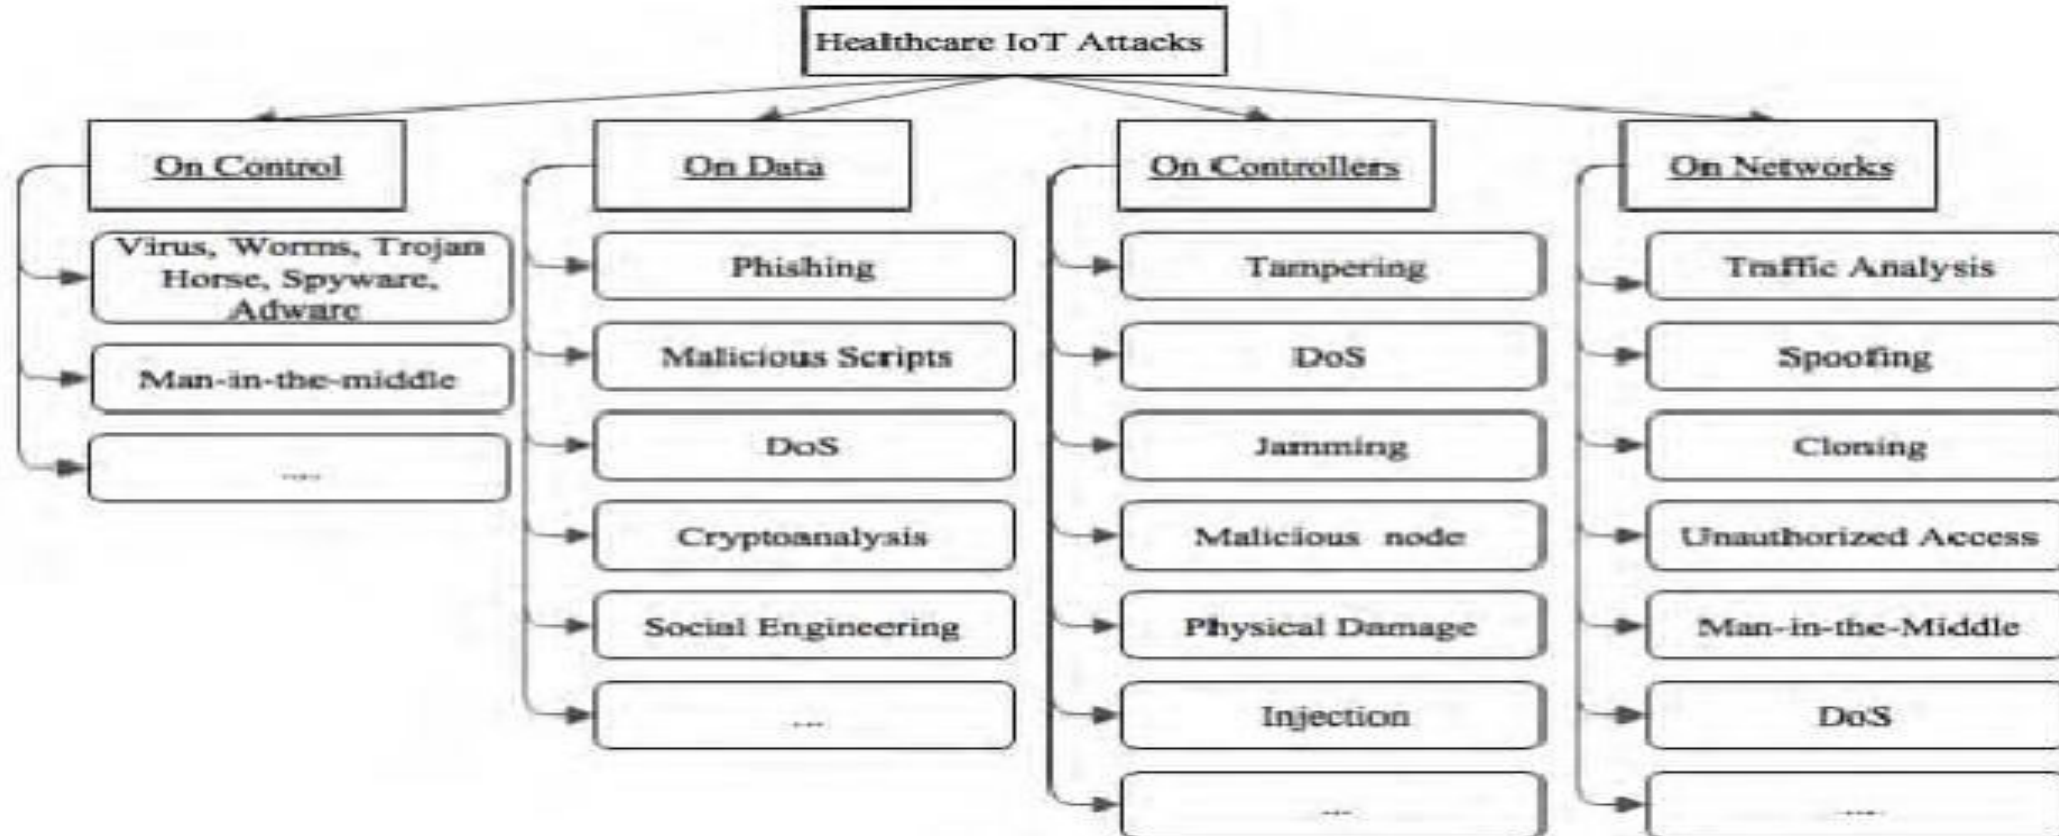 Healthcare IoT Attacks
On Control
Virus, Worms, Trojan
Horse, Spyware,
Adware
Man-in-the-middle
....
On Data
Phishing
Malicious Scripts
DoS
Cryptoanalysis
Social Engineering
...
On Controllers
Tampering
DoS
Jamming
Malicious node
Physical Damage
Injection
...
On Networks
Traffic Analysis
Spoofing
Cloning
Unauthorized Access
Man-in-the-Middle
DoS
....